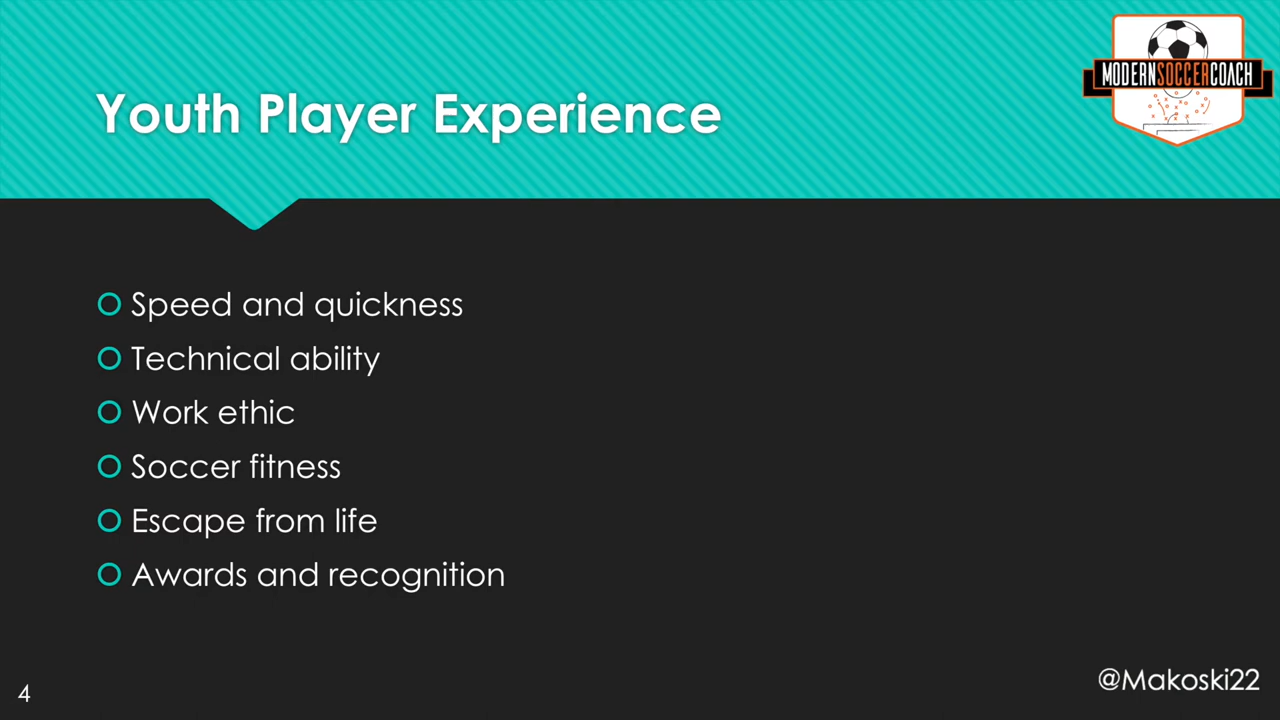 MODERNSOCCERCOACH
Youth Player Experience
Speed and quickness
Technical ability
Work ethic
Soccer fitness
Escape from life
Awards and recognition
@Makoski22
4